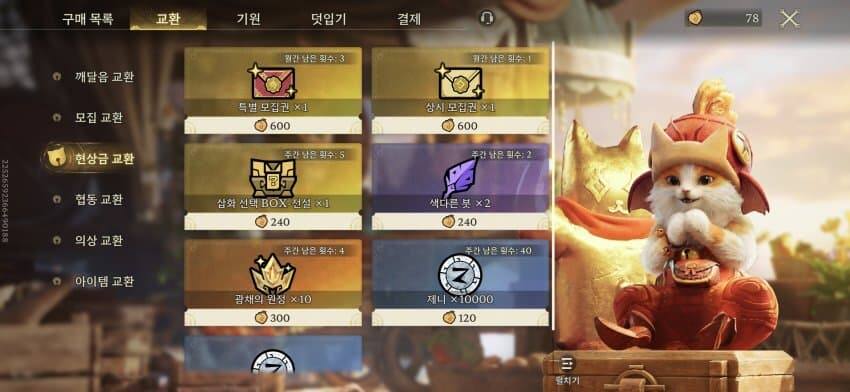 구매 목록
교환
기원
덧입기
결제
78
깨달음 교환
모집 교환
현상금 교환
협동 교환
의상 교환
아이템 교환
월간 남은 횟수: 3
특별 모집권 ×1
600
월간 남은 횟수: 1
상시 모집권 ×1
600
주간 남은 횟수: 5
삽화 선택 BOX·전설 ×1
240
주간 남은 횟수: 2
색다른 붓 ×2
240
주간 남은 횟수: 4
광채의 원정 ×10
300
주간 남은 횟수: 40
제니 ×10000
120
펼치기